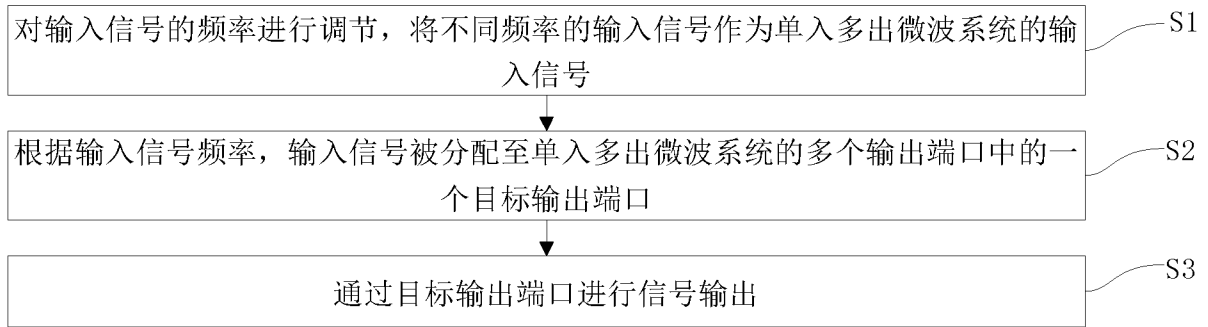 对输入信号的频率进行调节，将不同频率的输入信号作为单入多出微波系统的输
入信号
S1
根据输入信号频率，输入信号被分配至单入多出微波系统的多个输出端口中的一
个目标输出端口
S2
通过目标输出端口进行信号输出
S3